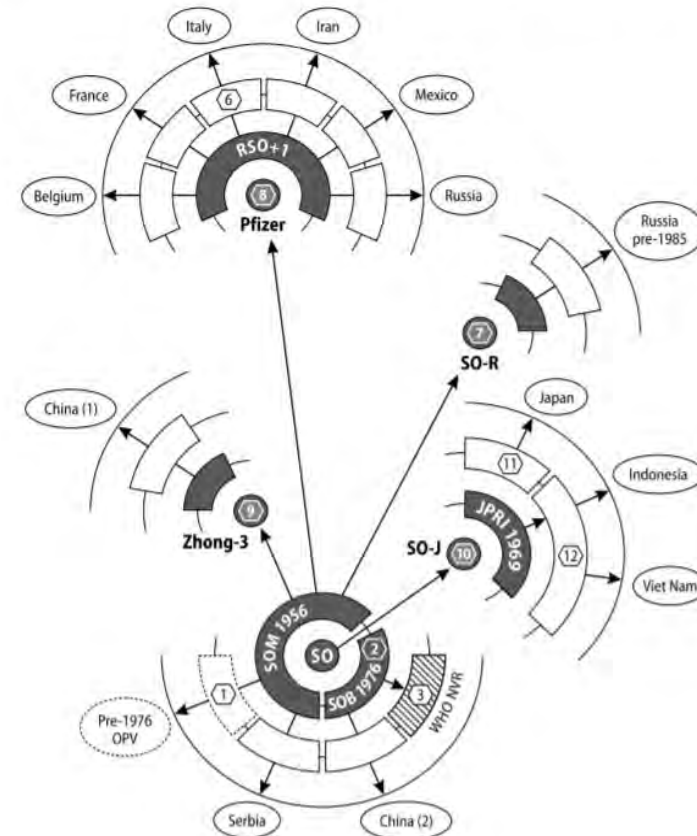 Italy
Iran
France
6
Mexico
RSO+1
Belgium
8
Russia
Pfizer
Russia
pre-1985
7
SO-R
China (1)
Japan
11
Indonesia
JPRI 1969
9
Zhong-3
SO-J
10
12
Viet Nam
SOM 1956
SO
2
SOB 1976
3
WHO NVR
1
Pre-1976
OPV
Serbia
China (2)